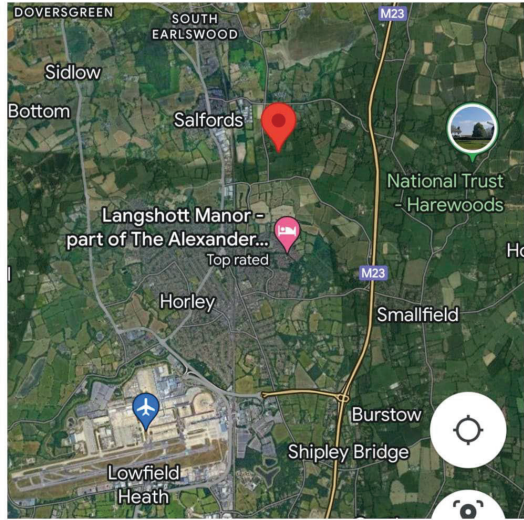 DOVERSGREEN
SOUTH
EARLSWOOD
M23
Sidlow
Bottom
Salfords
National Trust
- Harewoods
Langshott Manor -
part of The Alexander...
Top rated
M23
Horley
Smallfield
Burstow
Shipley Bridge
Lowfield
Heath